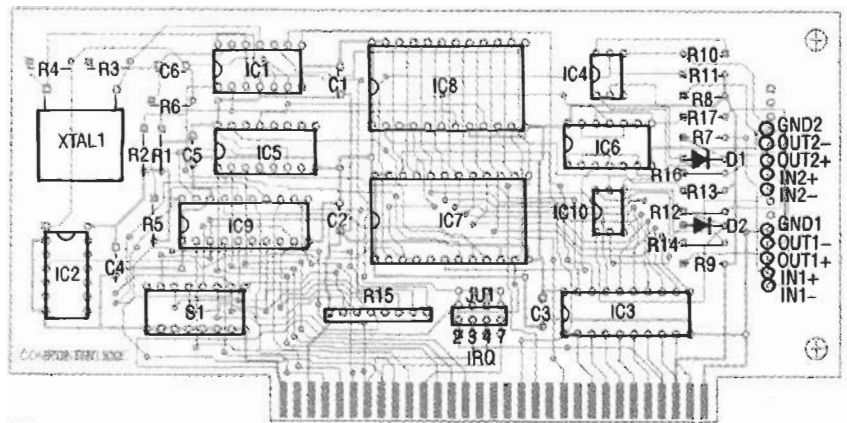 R4
R3
C6
IC1
C1
IC8
IC4
R10
R11
R8
R6
R17
XTAL1
R7
GND2
OUT2-
OUT2+
IN2+
IN2-
D1
R2
R1
C5
IC5
IC6
R16
R13
C2
IC7
IC10
R12
D2
GND1
OUT1-
OUT1+
IN1+
IN1-
R5
IC9
R14
R9
IC2
C4
S1
R15
JU1
C3
IC3
2 3 4 7
IRQ
COMPONENT SIDE